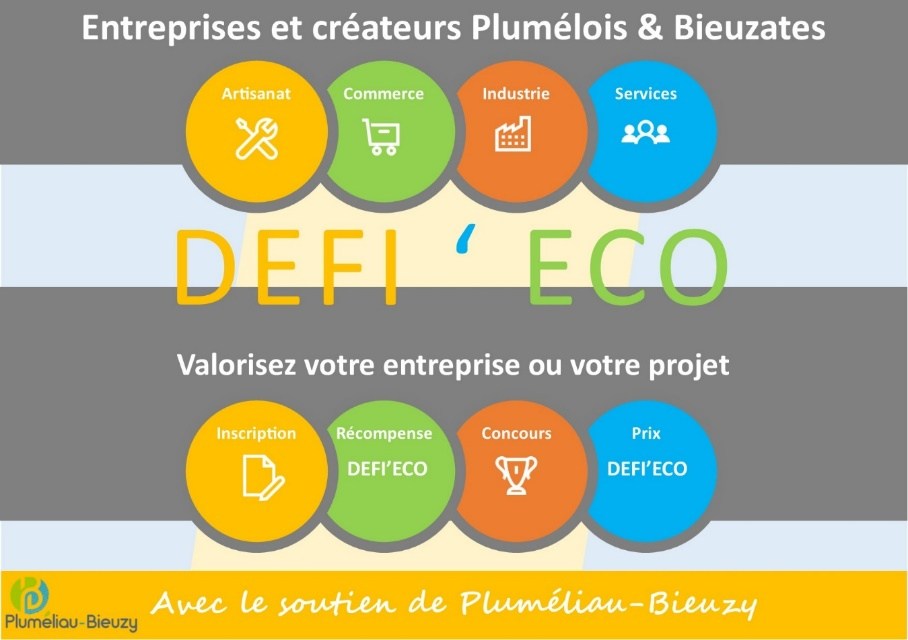 Entreprises et créateurs Plumélois & Bieuzates
Artisanat
Commerce
Industrie
Services
DEFI ‘ ECO
Valorisez votre entreprise ou votre projet
Inscription
Récompense
DEFI’ECO
Concours
Prix
DEFI’ECO
Avec le soutien de Pluméliau-Bieuzy
Pluméliau-Bieuzy